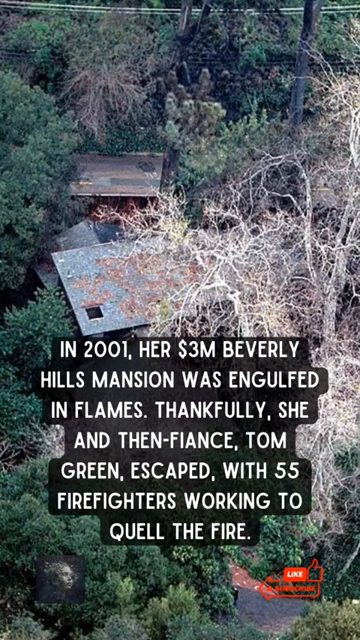 IN 2001, HER $3M BEVERLY
HILLS MANSION WAS ENGULFED
IN FLAMES. THANKFULLY, SHE
AND THEN-FIANCE, TOM
GREEN, ESCAPED, WITH 55
FIREFIGHTERS WORKING TO
QUELL THE FIRE.
LIKE
SUBSCRIBE